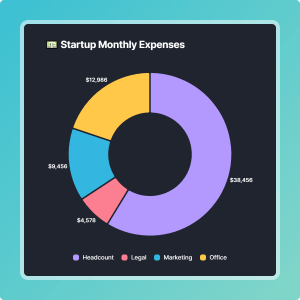 💵 Startup Monthly Expenses
$12,986
$9,456
$38,456
$4,578
Headcount Legal Marketing Office